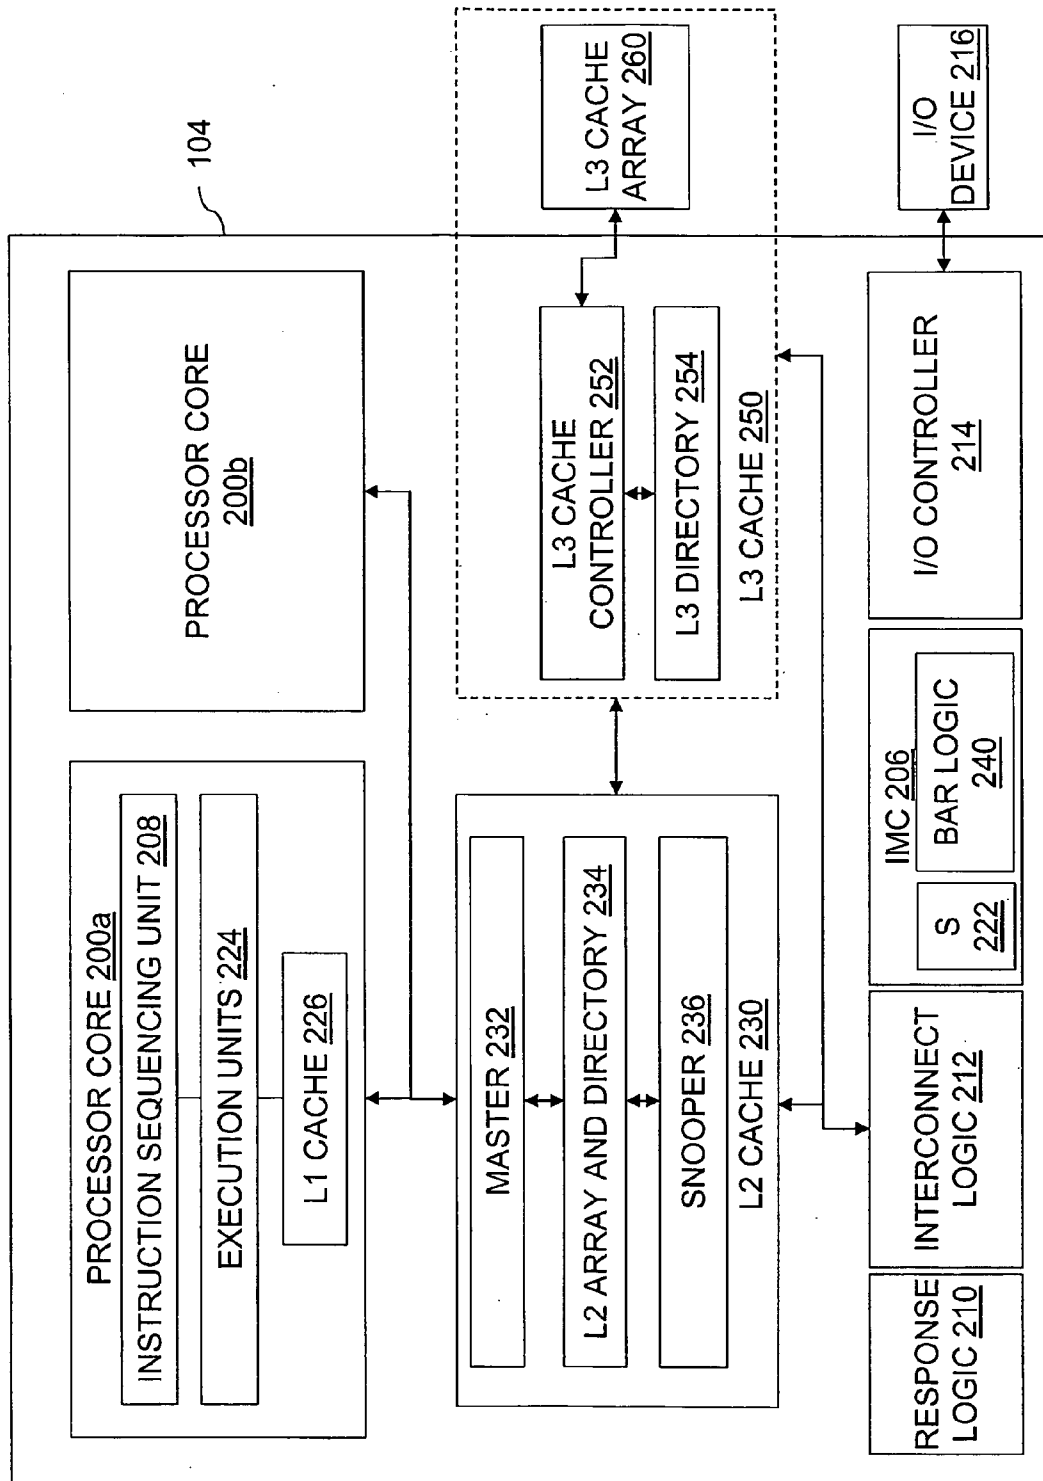 104
PROCESSOR CORE 200a
INSTRUCTION SEQUENCING UNIT 208
EXECUTION UNITS 224
L1 CACHE 226
PROCESSOR CORE
200b
MASTER 232
L2 ARRAY AND DIRECTORY 234
SNOOPER 236
L2 CACHE 230
L3 CACHE
CONTROLLER 252
L3 DIRECTORY 254
L3 CACHE 250
L3 CACHE
ARRAY 260
RESPONSE
LOGIC 210
INTERCONNECT
LOGIC 212
IMC 206
S
222
BAR LOGIC
240
I/O CONTROLLER
214
I/O
DEVICE 216